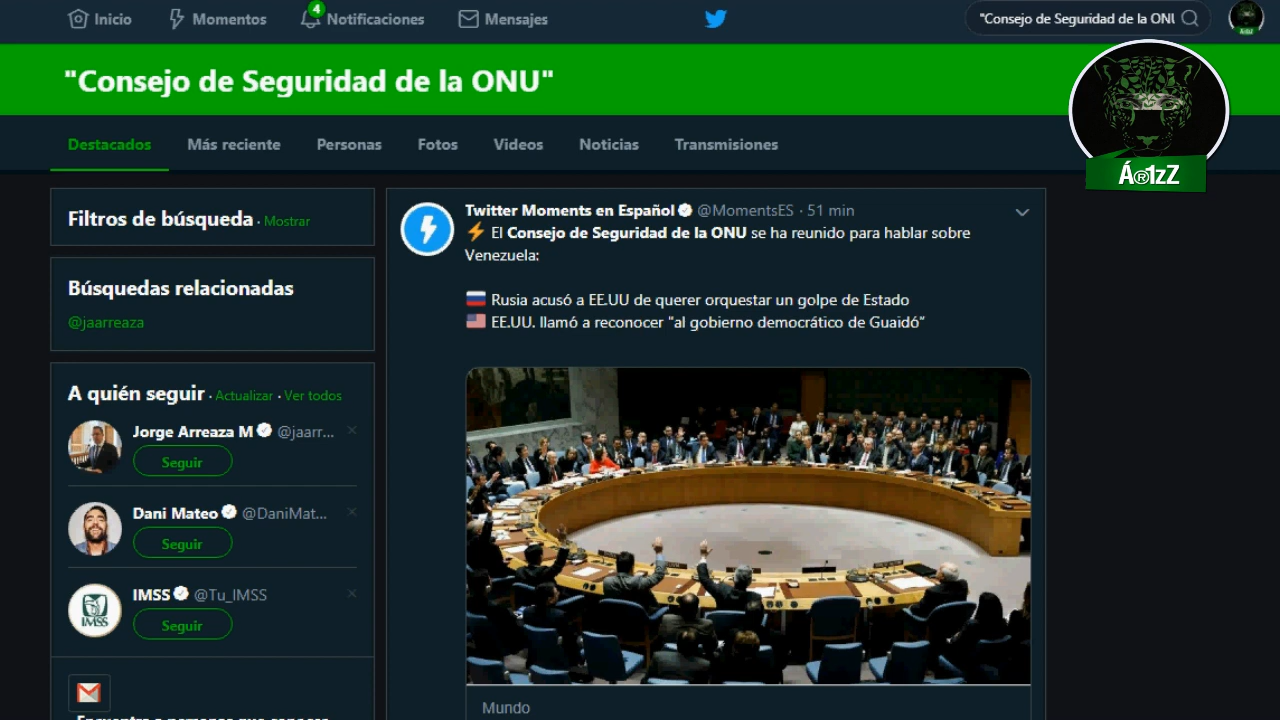 Inicio
Momentos
4
Notificaciones
Mensajes
"Consejo de Seguridad de la ONU
"Consejo de Seguridad de la ONU"
Á®1zZ
Destacados
Más reciente
Personas
Fotos
Videos
Noticias
Transmisiones
Filtros de búsqueda · Mostrar
Búsquedas relacionadas
@jaarreaza
A quién seguir · Actualizar · Ver todos
Jorge Arreaza M @jaarr...
Seguir
Dani Mateo @DaniMat...
Seguir
IMSS @Tu_IMSS
IMSS
Seguir
Encuentra a personas que conoces
Twitter Moments en Español @MomentsES · 51 min
⚡ El Consejo de Seguridad de la ONU se ha reunido para hablar sobre
Venezuela:
🇷🇺 Rusia acusó a EE.UU de querer orquestar un golpe de Estado
🇺🇸 EE.UU. llamó a reconocer "al gobierno democrático de Guaidó"
Mundo